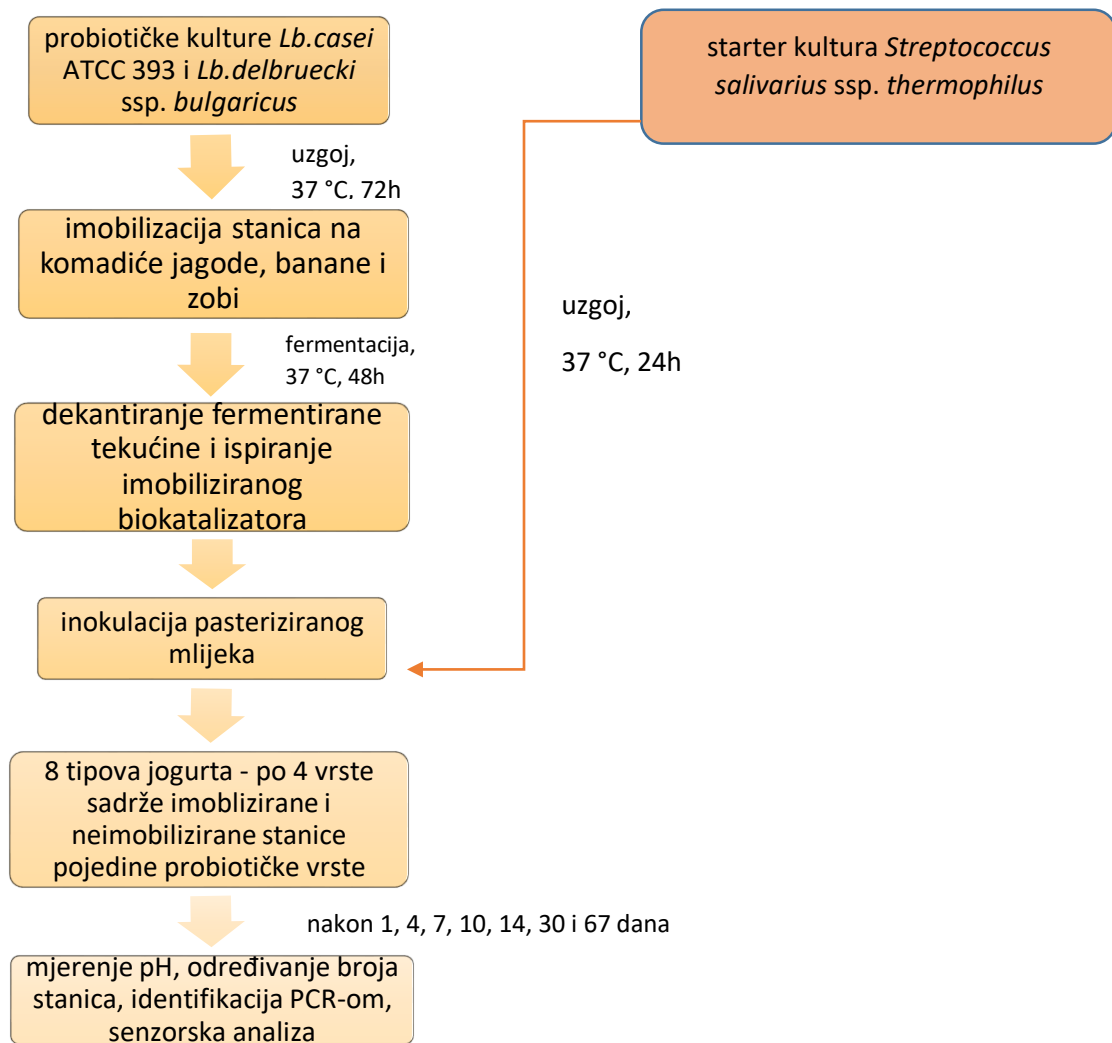 probiotičke kulture Lb.casei
ATCC 393 i Lb.delbruecki
ssp. bulgaricus
starter kultura Streptococcus
salivarius ssp. thermophilus
uzgoj,
37 °C, 72h
imobilizacija stanica na
komadiće jagode, banane i
zobi
uzgoj,
37 °C, 24h
fermentacija,
37 °C, 48h
dekantiranje fermentirane
tekućine i ispiranje
imobiliziranog
biokatalizatora
inokulacija pasteriziranog
mlijeka
8 tipova jogurta - po 4 vrste
sadrže imoblizirane i
neimobilizirane stanice
pojedine probiotičke vrste
nakon 1, 4, 7, 10, 14, 30 i 67 dana
mjerenje pH, određivanje broja
stanica, identifikacija PCR-om,
senzorska analiza